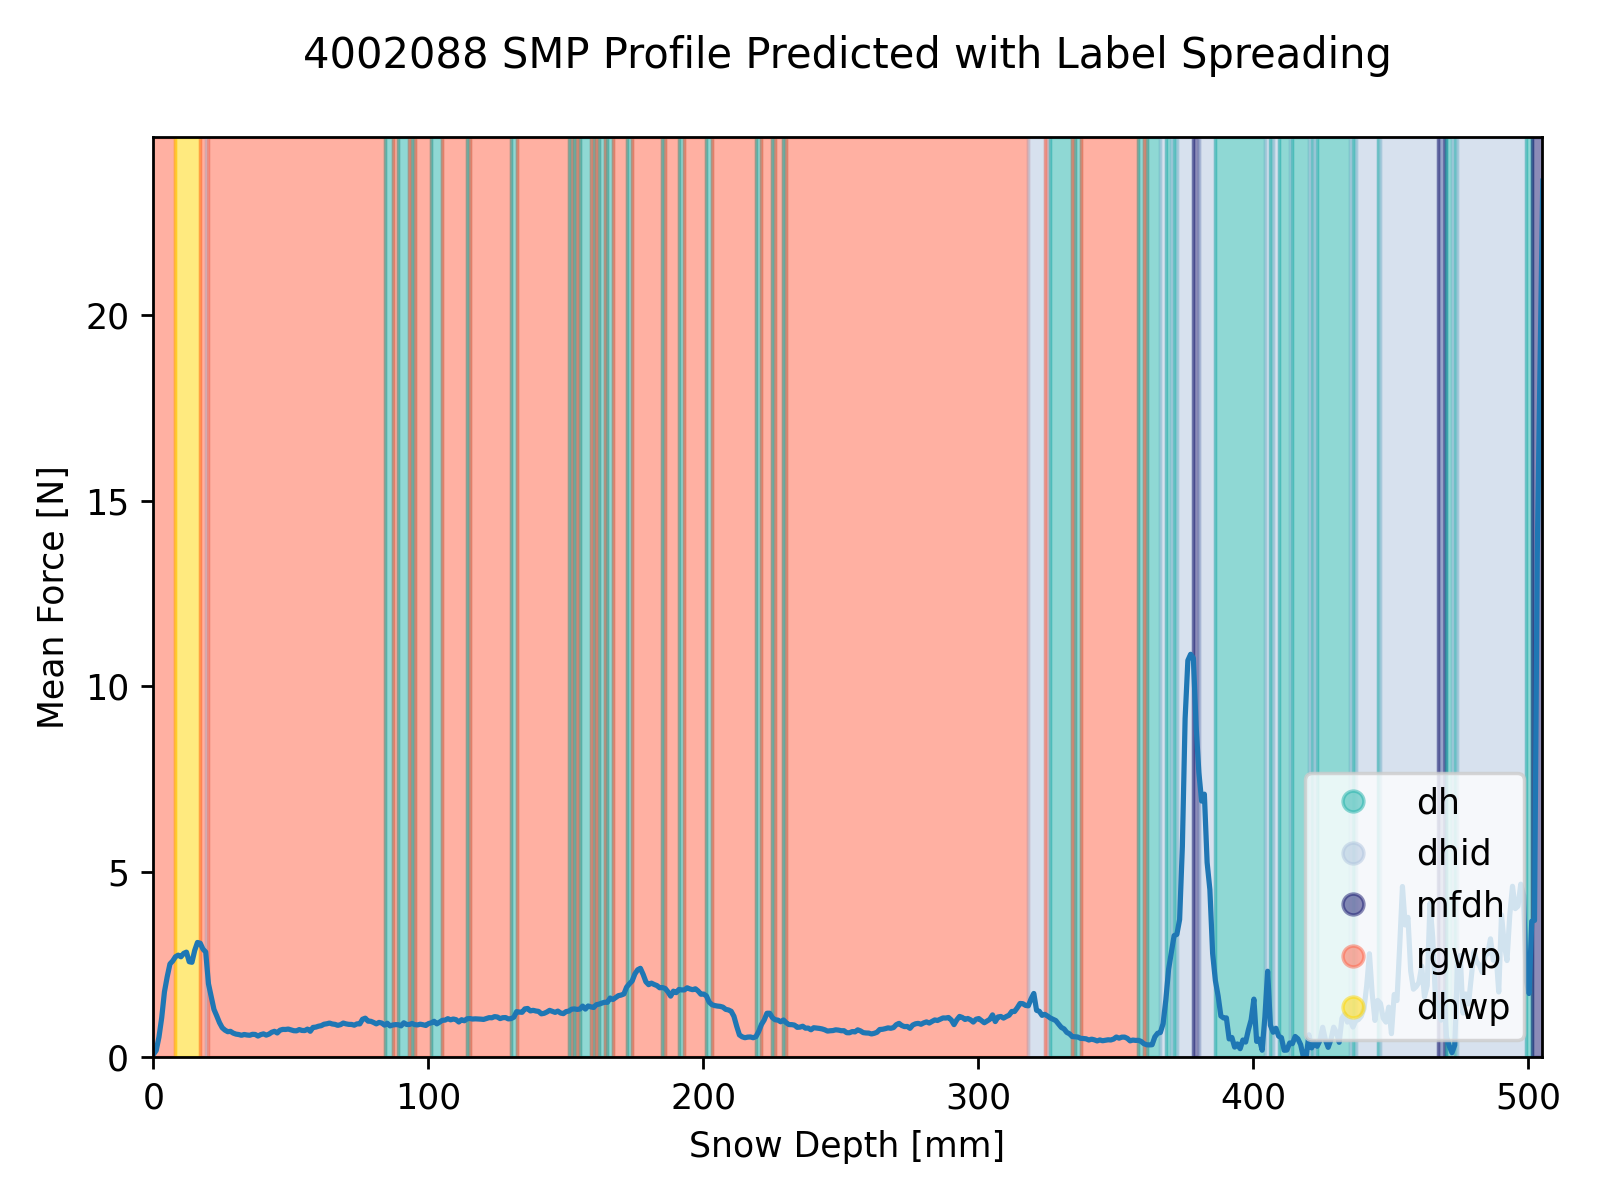 4002088 SMP Profile Predicted with Label Spreading
20
15
10
5
0
Mean Force [N]
dh
dhid
mfdh
rgwp
dhwp
0 100 200 300 400 500
Snow Depth [mm]